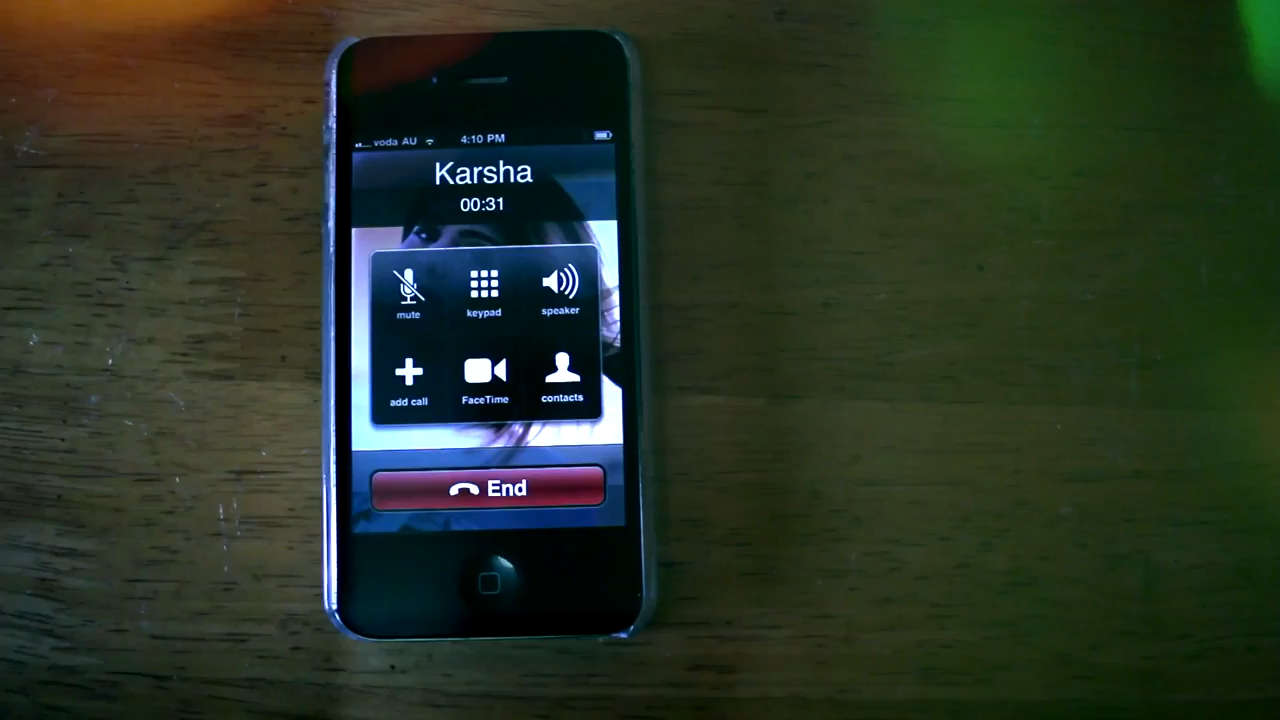 voda AU 4:10 PM
Karsha
00:31
mute keypad speaker
add call FaceTime contacts
End